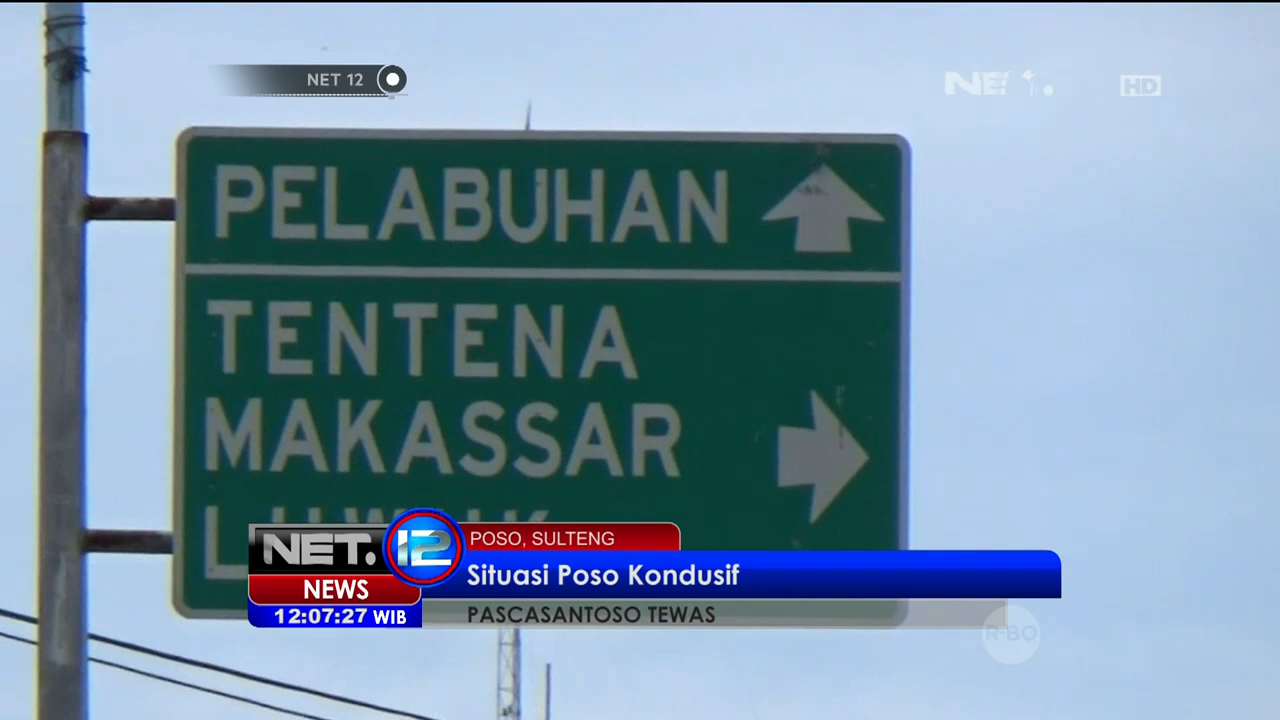 NET 12
HD
PELABUHAN
TENTENA
MAKASSAR
NET. 12
POSO, SULTENG
NEWS
Situasi Poso Kondusif
12:07:27 WIB
PASCASANTOSO TEWAS
R-BO